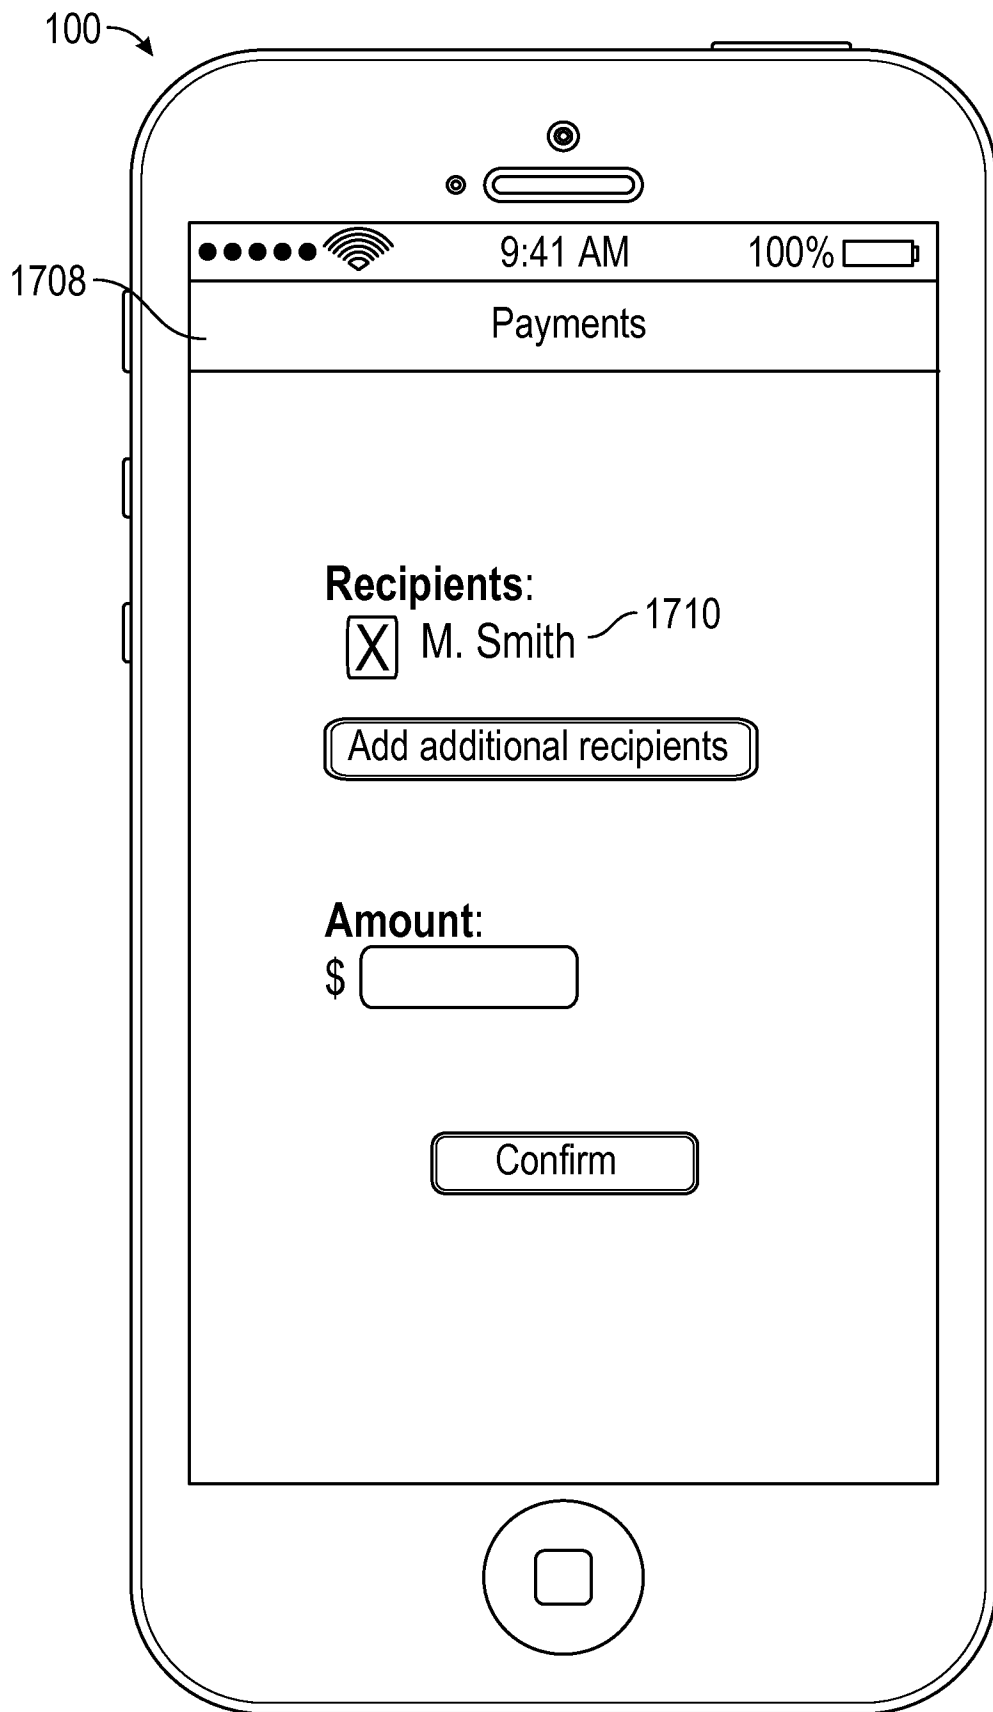 100
9:41 AM 100%
1708
Payments
Recipients:
X M. Smith 1710
Add additional recipients
Amount:
$
Confirm